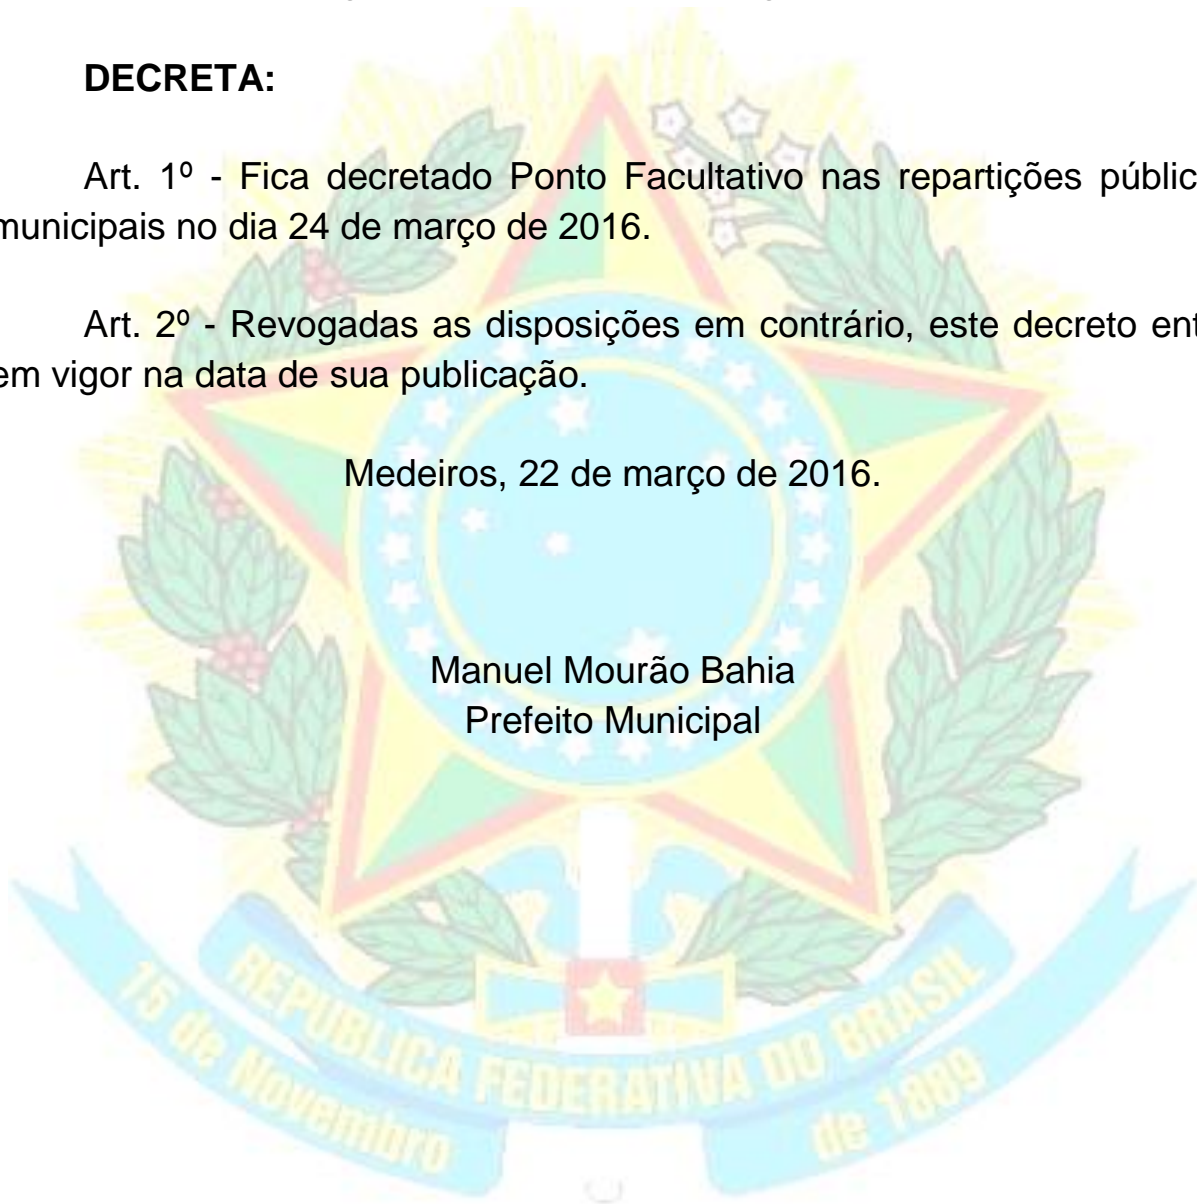 DECRETA:
Art. 1º - Fica decretado Ponto Facultativo nas repartições públic
municipais no dia 24 de março de 2016.
Art. 2º - Revogadas as disposições em contrário, este decreto ent
em vigor na data de sua publicação.
Medeiros, 22 de março de 2016.
Manuel Mourão Bahia
Prefeito Municipal
REPUBLICA FEDERATIVA DO BRASIL
15 de Novembro de 1889